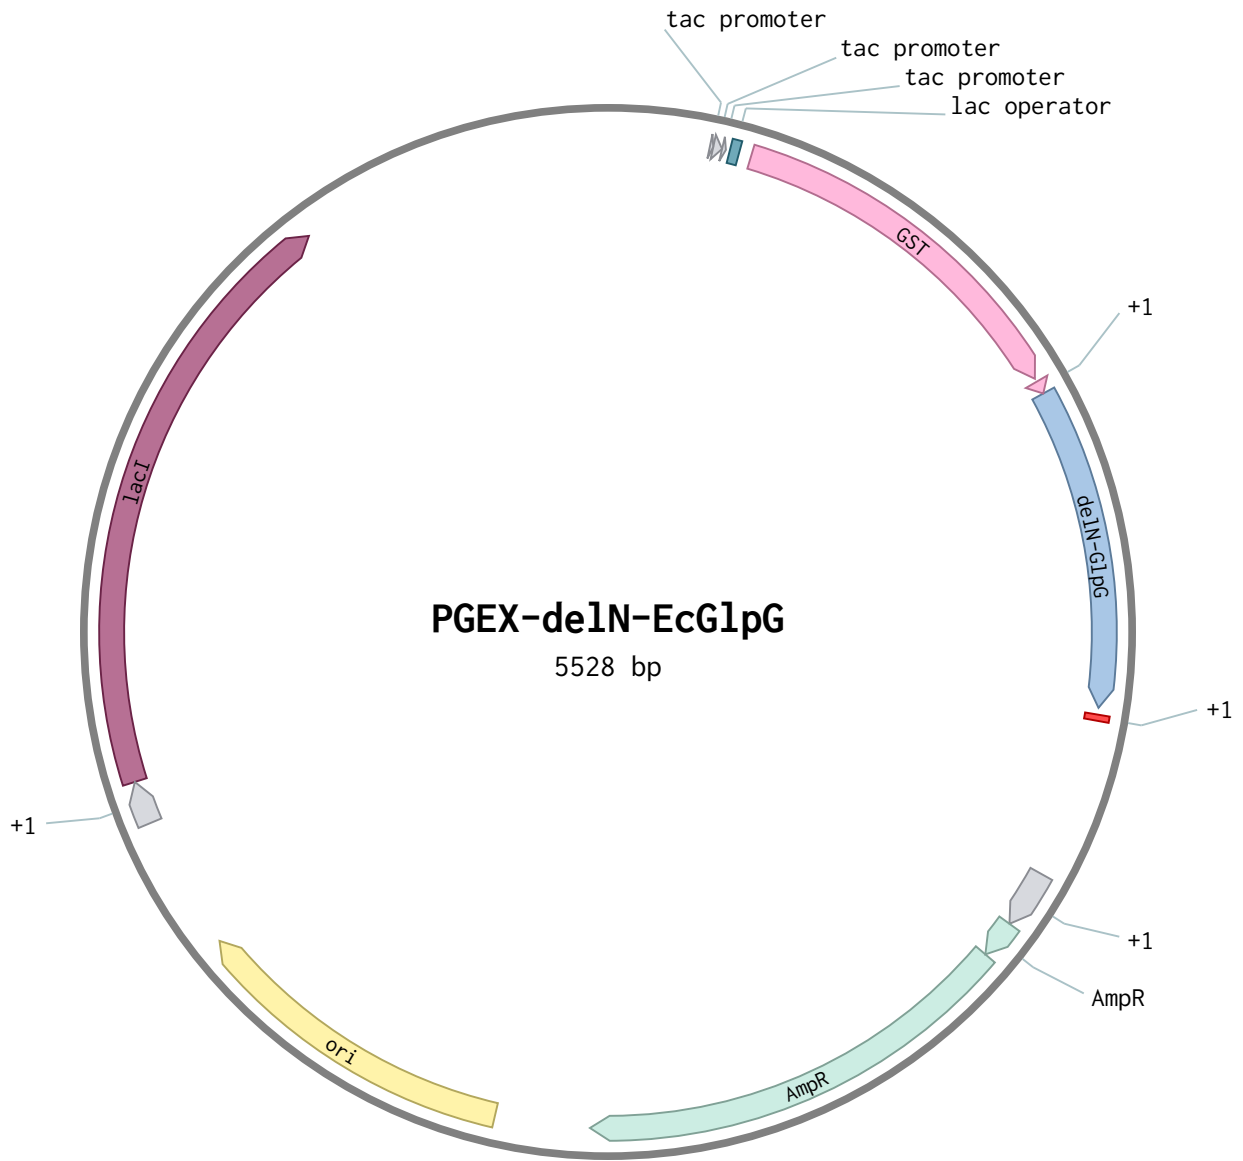 tac promoter
tac promoter
tac promoter
lac operator
GST
+1
delN-GlpG
lacI
PGEX-delN-EcGlpG
5528 bp
+1
+1
+1
AmpR
AmpR
ori